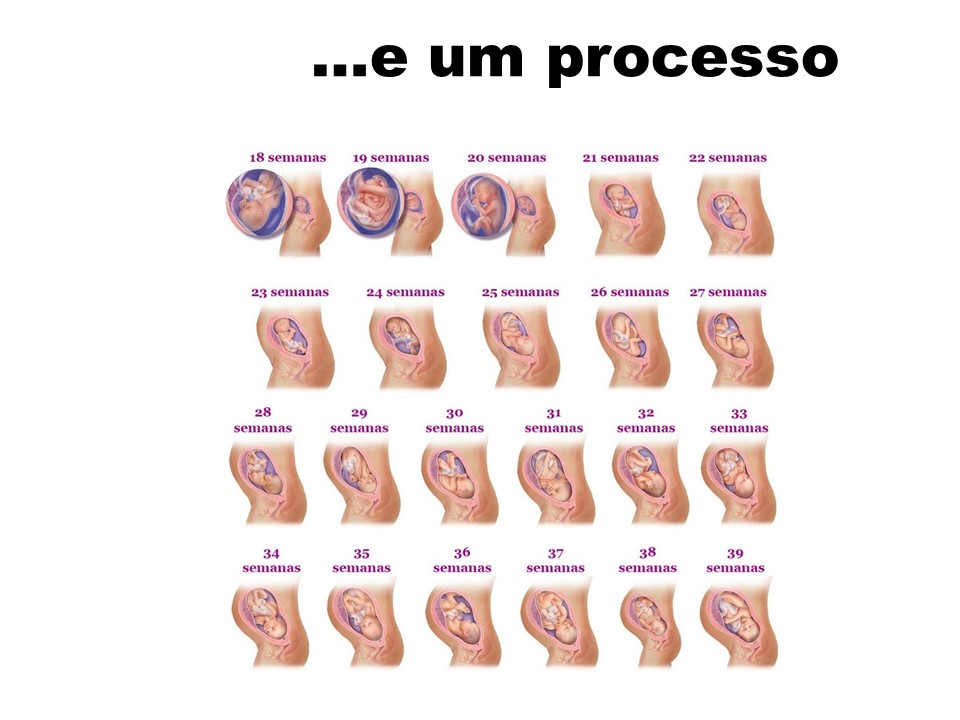 ...e um processo
18 semanas 19 semanas 20 semanas 21 semanas 22 semanas
23 semanas 24 semanas 25 semanas 26 semanas 27 semanas
28 29 30 31 32 33
semanas semanas semanas semanas semanas semanas
34 35 36 37 38 39
semanas semanas semanas semanas semanas semanas